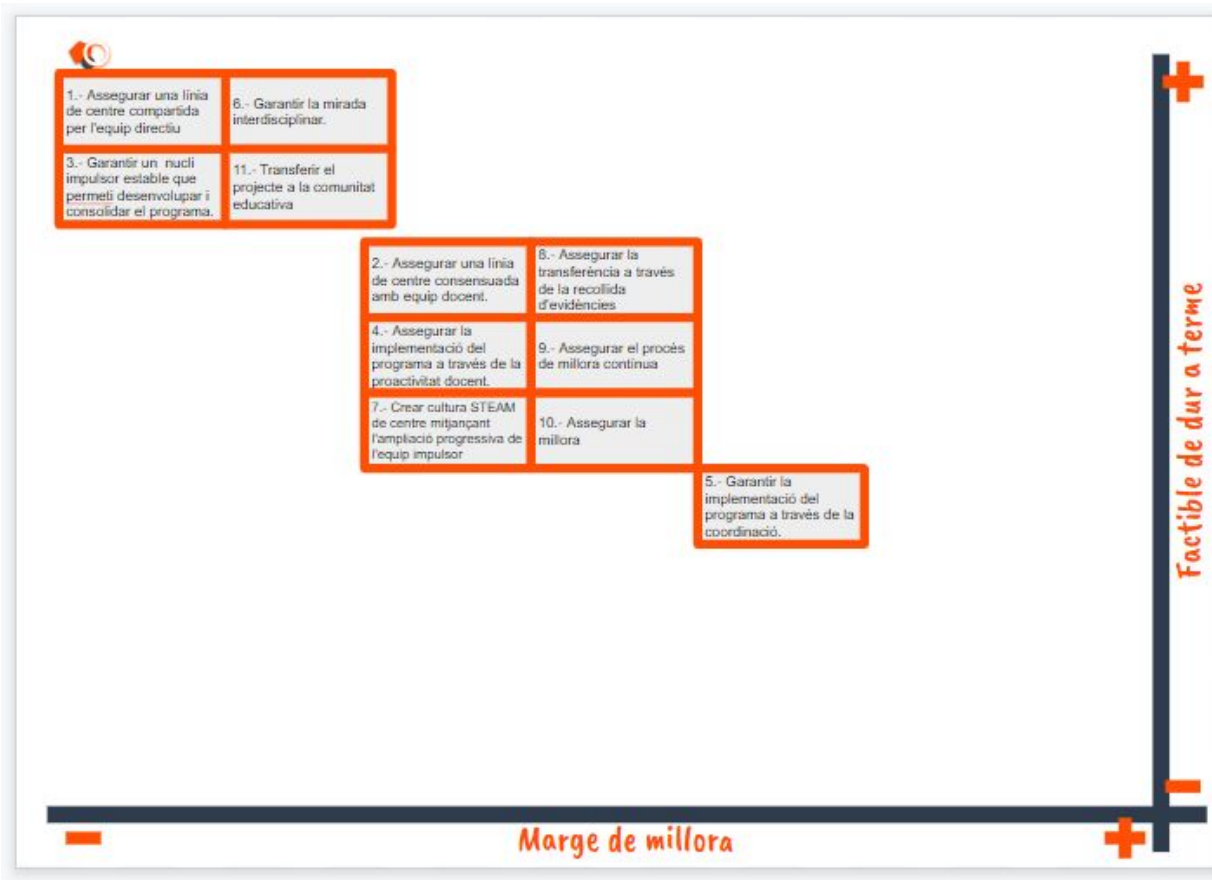 1.- Assegurar una línia
de centre compartida
per l'equip directiu
6.- Garantir la mirada
interdisciplinar.
3.- Garantir un nucli
impulsor estable que
permeti desenvolupar i
consolidar el programa.
11.- Transferir el
projecte a la comunitat
educativa
2.- Assegurar una línia
de centre consensuada
amb equip docent.
8.- Assegurar la
transferència a través
de la recollida
d'evidències
4.- Assegurar la
implementació del
programa a través de la
proactivitat docent.
9.- Assegurar el procés
de millora contínua
7.- Crear cultura STEAM
de centre mitjançant
l'ampliació progressiva de
l'equip impulsor
10.- Assegurar la
millora
5.- Garantir la
implementació del
programa a través de la
coordinació.
Factible de dur a terme
Marge de millora